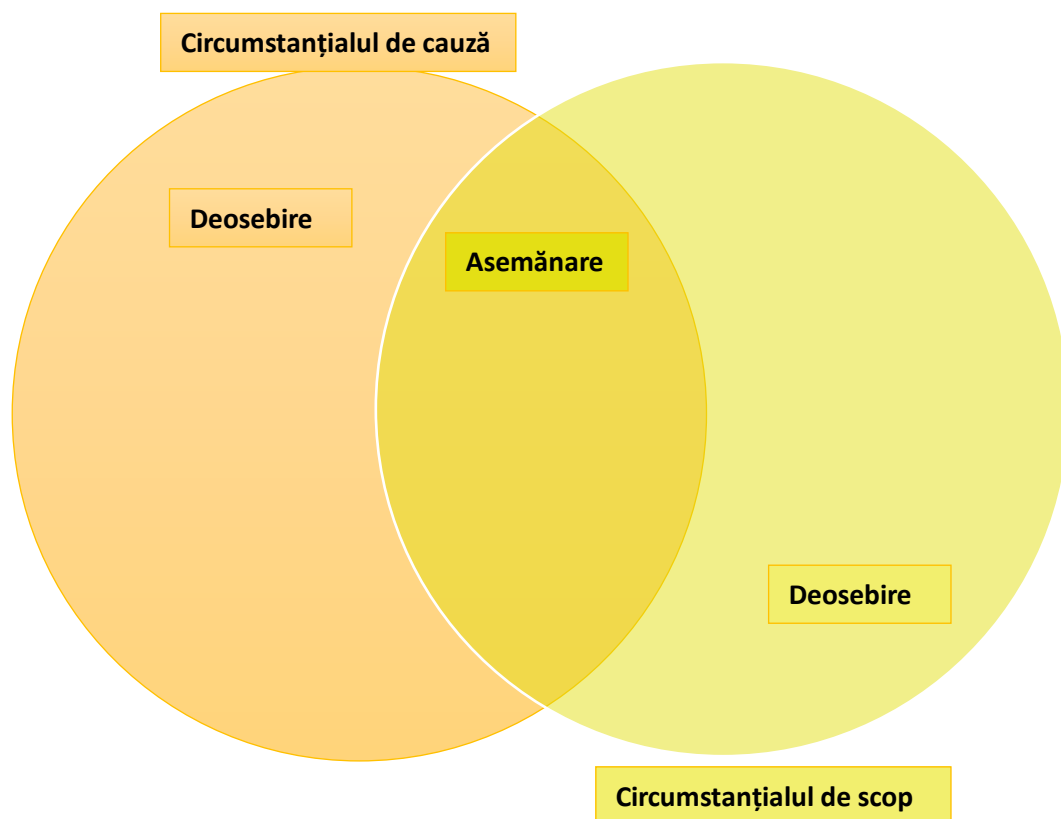 Circumstanțialul de cauză
Deosebire
Asemănare
Deosebire
Circumstanțialul de scop